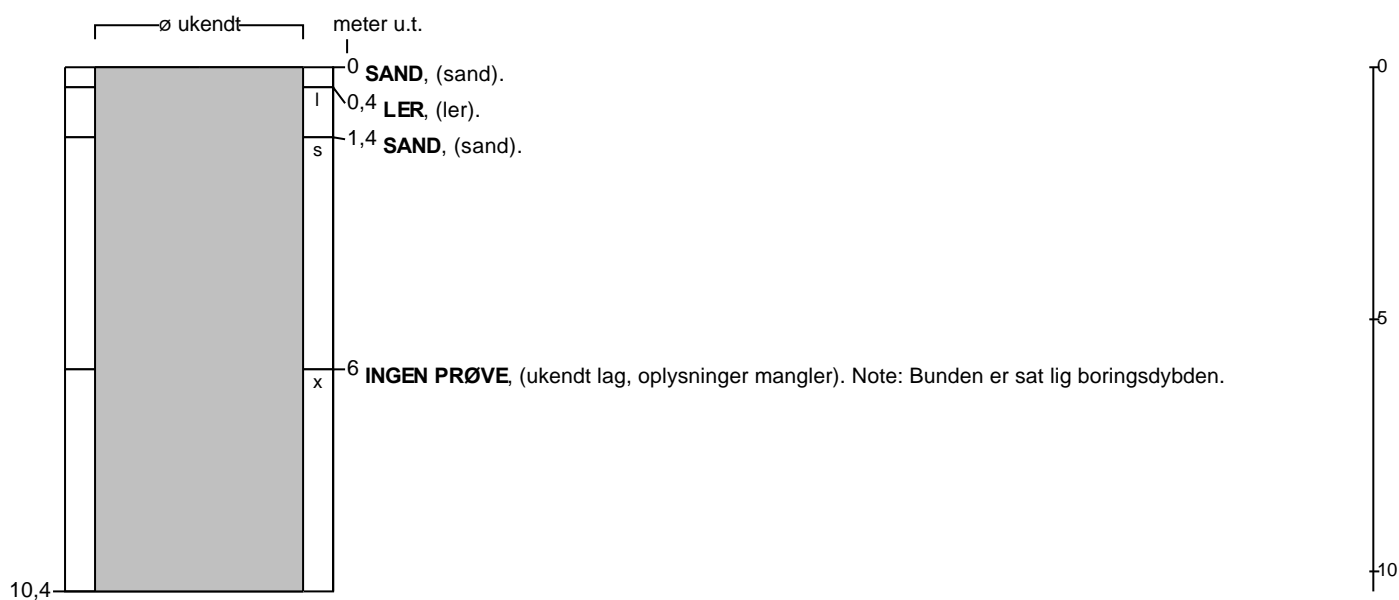 ø ukendt meter u.t.
0 SAND, (sand). 0
l 0,4 LER, (ler).
s 1,4 SAND, (sand).
5
x 6 INGEN PRØVE, (ukendt lag, oplysninger mangler). Note: Bunden er sat lig boringsdybden.
10
10,4